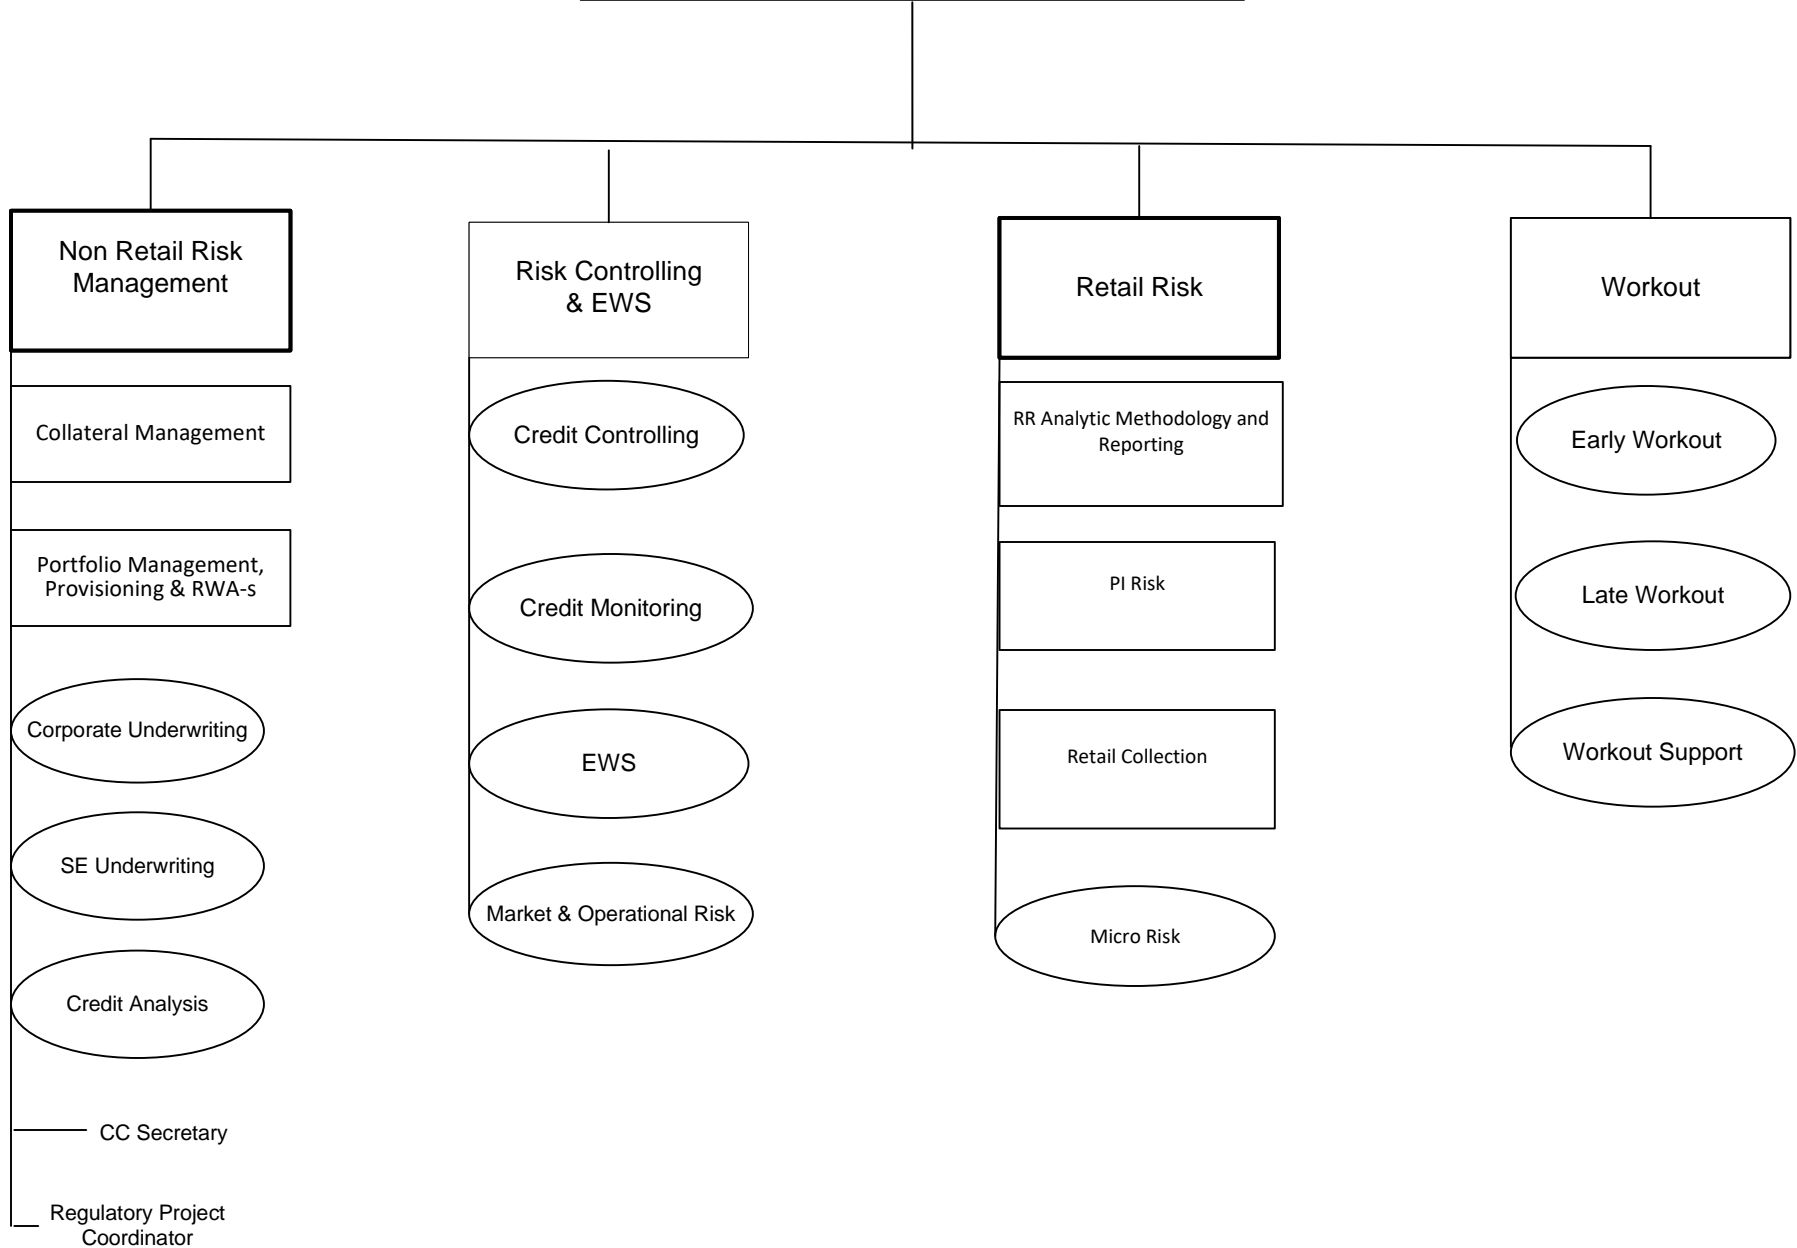 Non Retail Risk
Management
Collateral Management
Portfolio Management,
Provisioning & RWA-s
Corporate Underwriting
SE Underwriting
Credit Analysis
CC Secretary
Regulatory Project
Coordinator
Risk Controlling
& EWS
Credit Controlling
Credit Monitoring
EWS
Market & Operational Risk
Retail Risk
RR Analytic Methodology and
Reporting
PI Risk
Retail Collection
Micro Risk
Workout
Early Workout
Late Workout
Workout Support